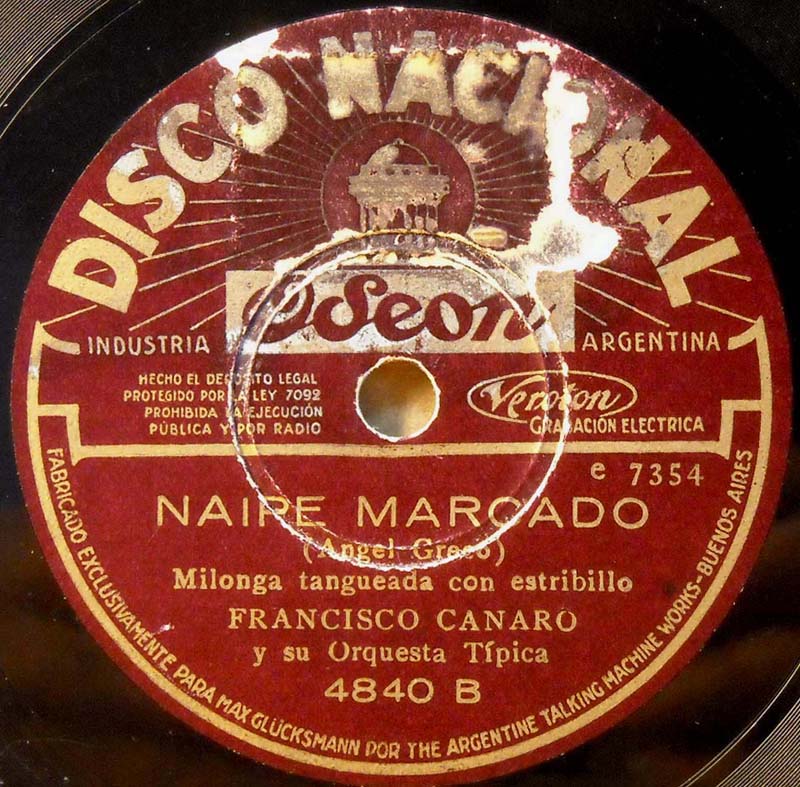 DISCO NACIONAL
Odeon
INDUSTRIA
ARGENTINA
HECHO EL DEPOSITO LEGAL
PROTEGIDO POR LA LEY 7092
PROHIBIDA LA EJECUCIÓN
PÚBLICA Y POR RADIO
Veroton
GRABACIÓN ELECTRICA
e 7354
NAIPE MARCADO
(Angel Greco)
Milonga tangueada con estribillo
FRANCISCO CANARO
y su Orquesta Típica
4840 B
FABRICADO EXCLUSIVAMENTE PARA MAX GLÜCKSMANN POR THE ARGENTINE TALKING MACHINE WORKS-BUENOS AIRES